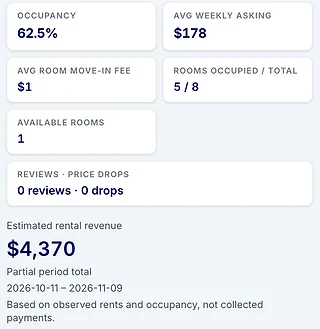 OCCUPANCY
62.5%
AVG WEEKLY ASKING
$178
AVG ROOM MOVE-IN FEE
$1
ROOMS OCCUPIED / TOTAL
5 / 8
AVAILABLE ROOMS
1
REVIEWS · PRICE DROPS
0 reviews · 0 drops
Estimated rental revenue
$4,370
Partial period total
2026-10-11 – 2026-11-09
Based on observed rents and occupancy, not collected
payments.